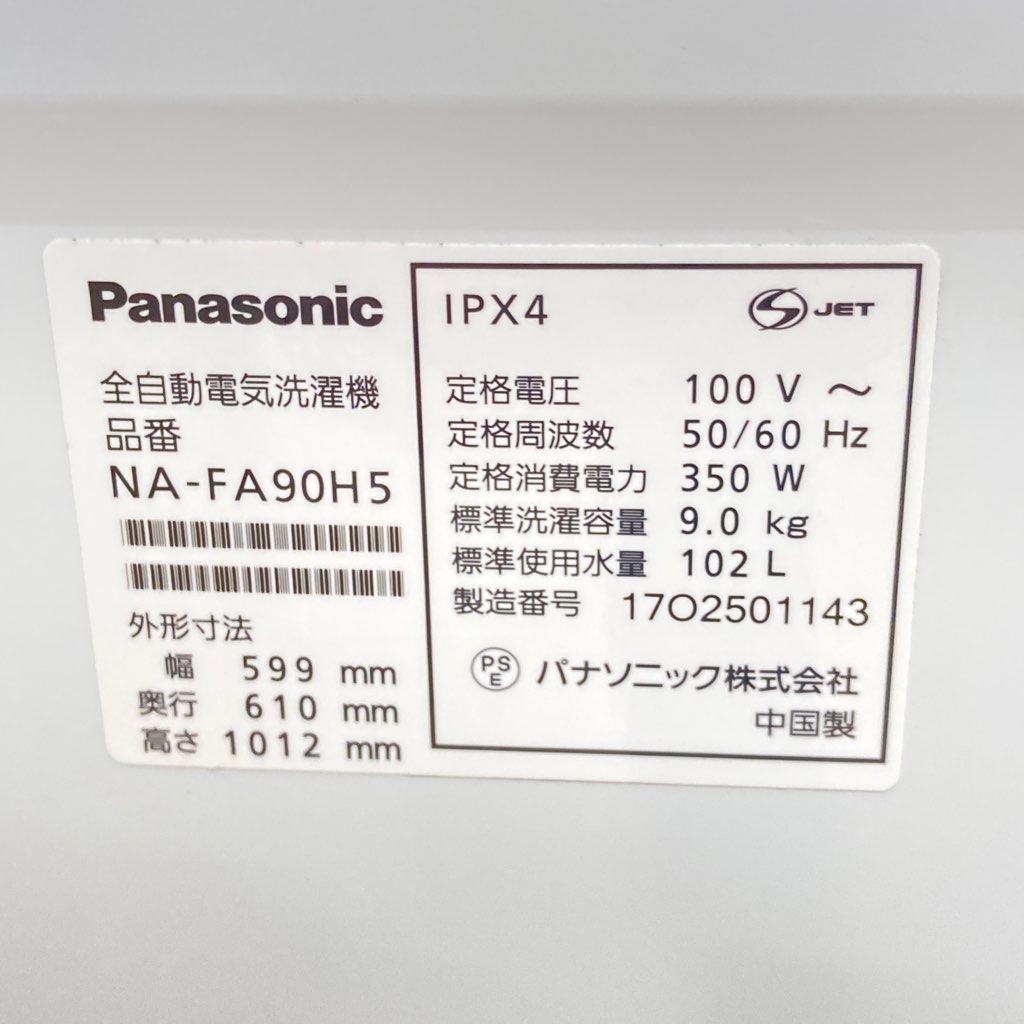 Panasonic
全自動電気洗濯機
品番
NA-FA90H5
外形寸法
幅 599 mm
奥行 610 mm
高さ 1012 mm
IPX4
S JET
定格電圧 100 V ～
定格周波数 50/60 Hz
定格消費電力 350 W
標準洗濯容量 9.0 kg
標準使用水量 102 L
製造番号 17O2501143
PS
E
パナソニック株式会社
中国製